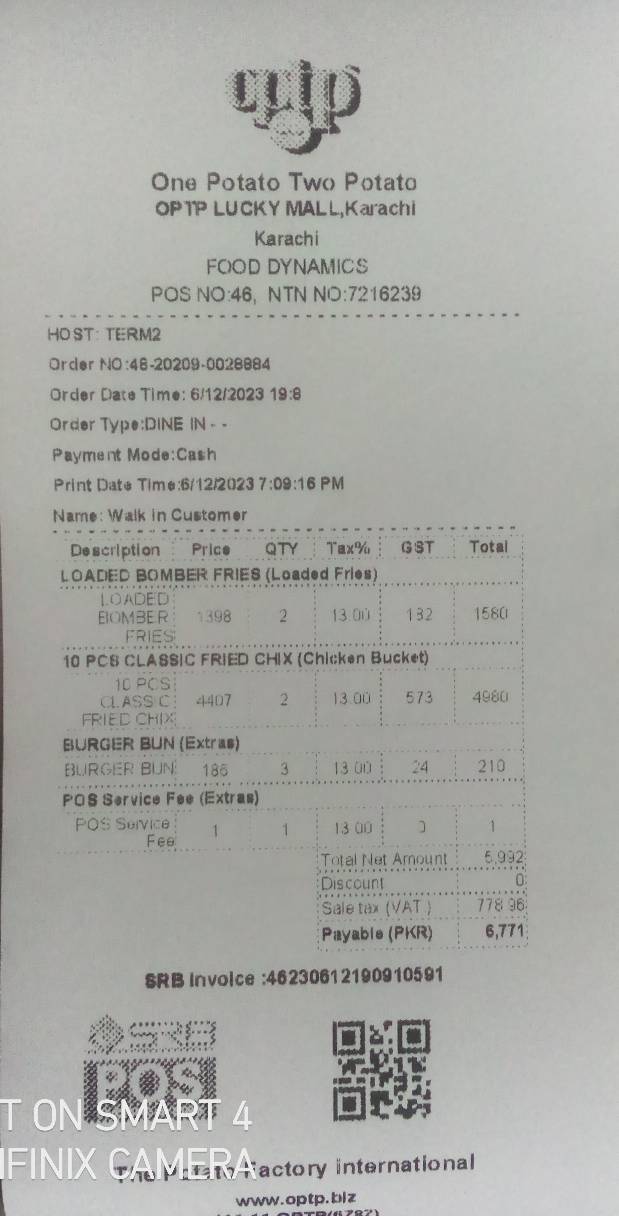 optp
One Potato Two Potato
OPTP LUCKY MALL,Karachi
Karachi
FOOD DYNAMICS
POS NO:46, NTN NO:7216239
HOST: TERM2
Order NO:46-20209-0028884
Order Date Time: 6/12/2023 19:8
Order Type:DINE IN - -
Payment Mode:Cash
Print Date Time:6/12/2023 7:09:16 PM
Name: Walk in Customer
Description Price QTY Tax% GST Total
LOADED BOMBER FRIES (Loaded Fries)
LOADED
BOMBER 1398 2 13.00 182 1580
FRIES
10 PCS CLASSIC FRIED CHIX (Chicken Bucket)
10 PCS
CLASSIC 4407 2 13.00 573 4980
FRIED CHIX
BURGER BUN (Extras)
BURGER BUN 186 3 13.00 24 210
POS Service Fee (Extras)
POS Service 1 1 13.00 0 1
Fee
Total Net Amount 5,992
Discount 0
Sale tax (VAT ) 778.96
Payable (PKR) 6,771
SRB Invoice :46230612190910591
SRB
POS
T ON SMART 4
FINIX CAMERA
The Potato Factory International
www.optp.biz